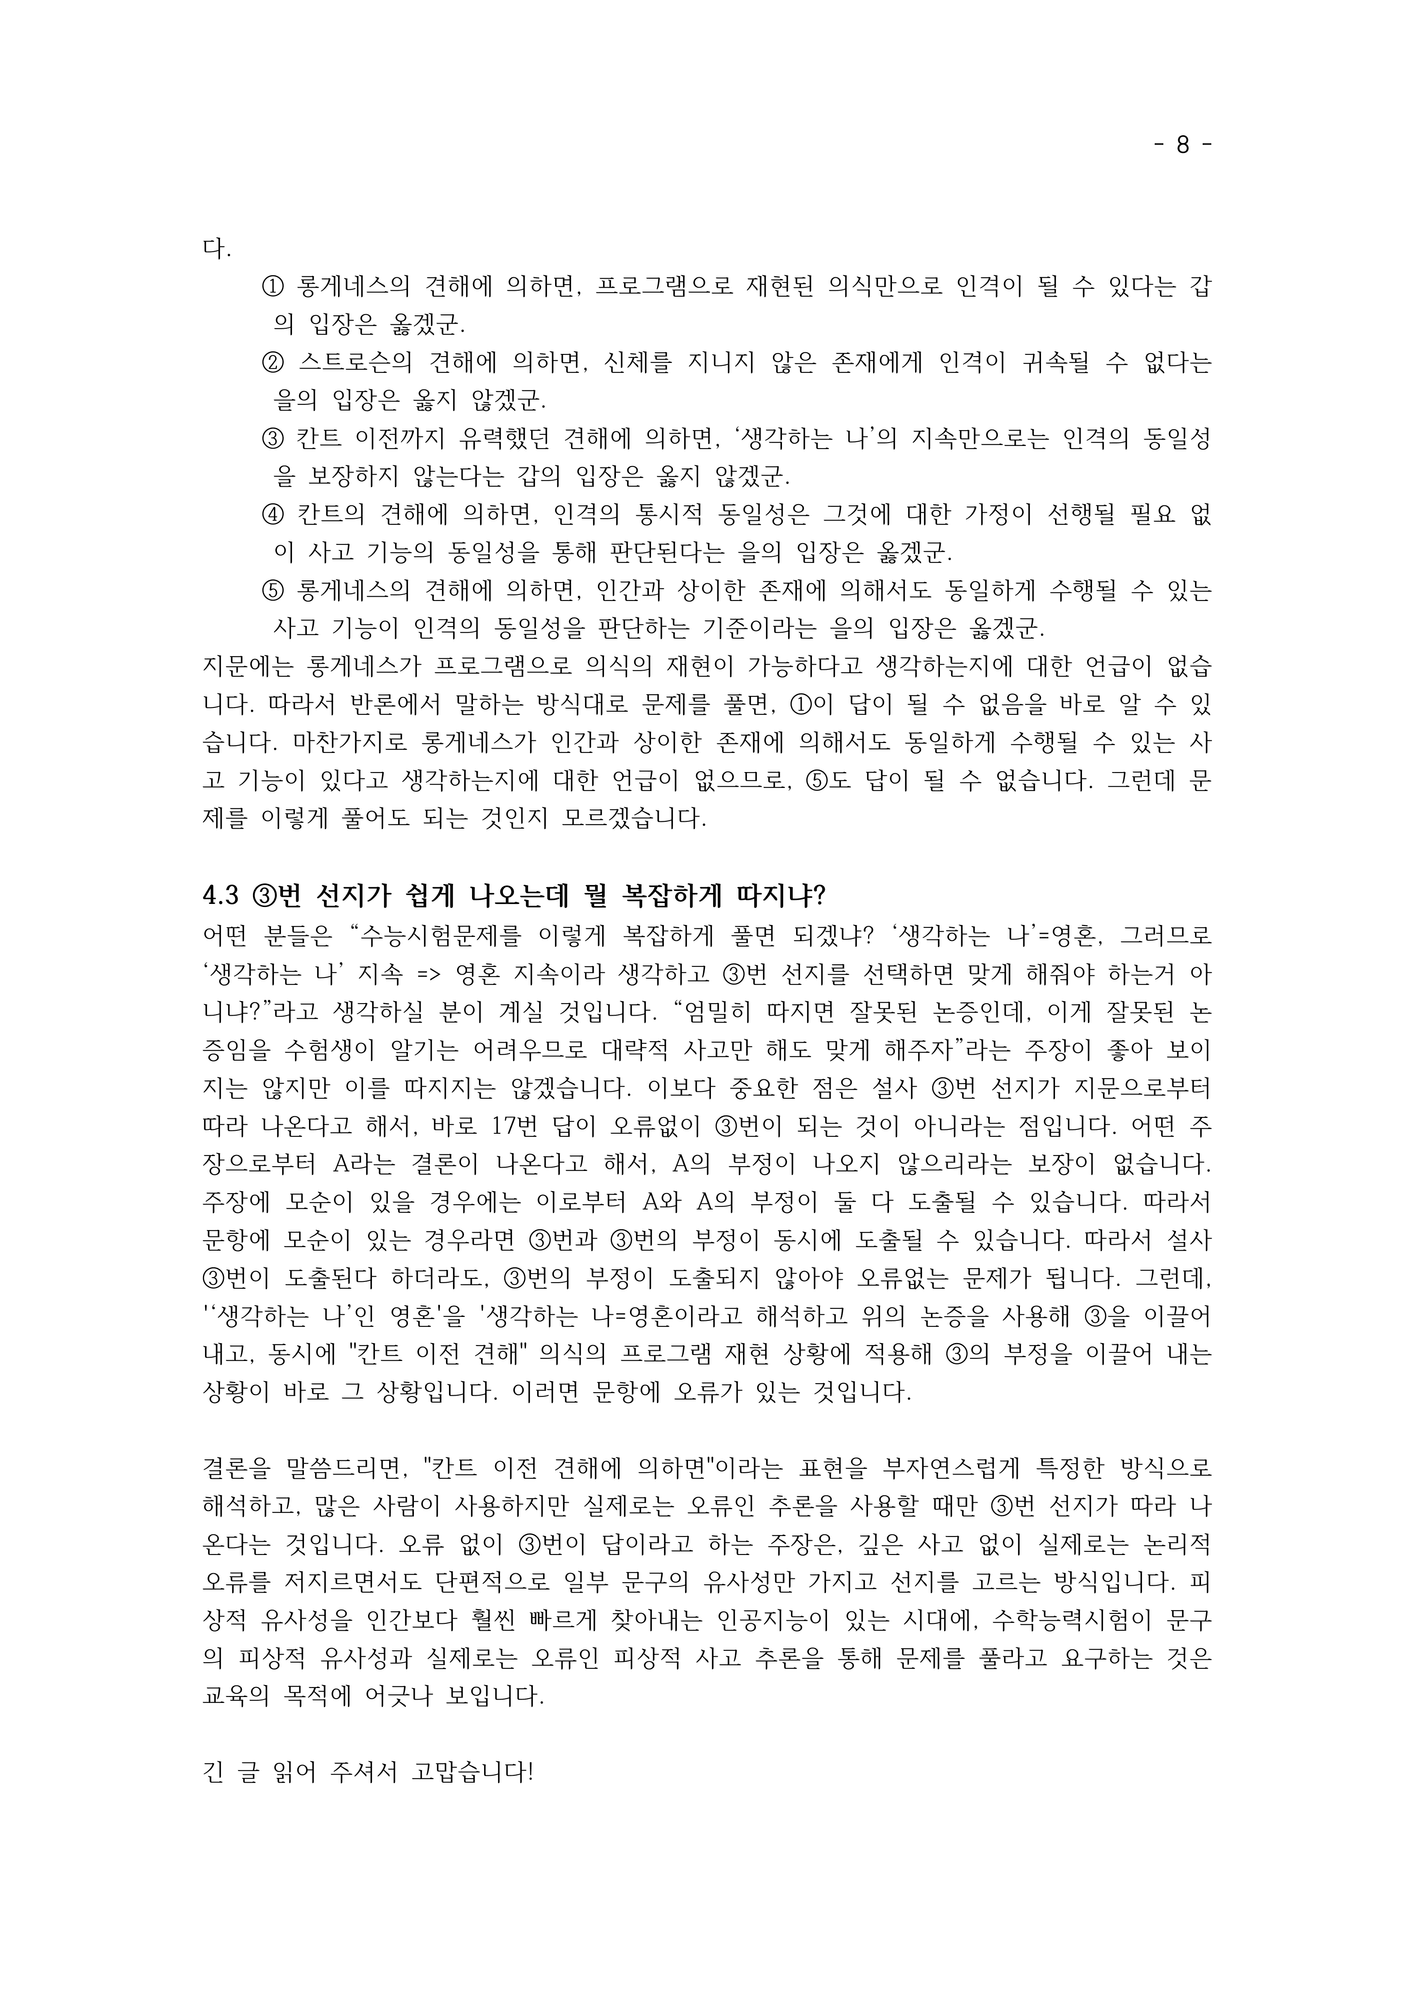 - 8 -
다.
① 롱게네스의 견해에 의하면, 프로그램으로 재현된 의식만으로 인격이 될 수 있다는 갑
의 입장은 옳겠군.
② 스트로슨의 견해에 의하면, 신체를 지니지 않은 존재에게 인격이 귀속될 수 없다는
을의 입장은 옳지 않겠군.
③ 칸트 이전까지 유력했던 견해에 의하면, ‘생각하는 나’의 지속만으로는 인격의 동일성
을 보장하지 않는다는 갑의 입장은 옳지 않겠군.
④ 칸트의 견해에 의하면, 인격의 통시적 동일성은 그것에 대한 가정이 선행될 필요 없
이 사고 기능의 동일성을 통해 판단된다는 을의 입장은 옳겠군.
⑤ 롱게네스의 견해에 의하면, 인간과 상이한 존재에 의해서도 동일하게 수행될 수 있는
사고 기능이 인격의 동일성을 판단하는 기준이라는 을의 입장은 옳겠군.
지문에는 롱게네스가 프로그램으로 의식의 재현이 가능하다고 생각하는지에 대한 언급이 없습
니다. 따라서 반론에서 말하는 방식대로 문제를 풀면, ①이 답이 될 수 없음을 바로 알 수 있
습니다. 마찬가지로 롱게네스가 인간과 상이한 존재에 의해서도 동일하게 수행될 수 있는 사
고 기능이 있다고 생각하는지에 대한 언급이 없으므로, ⑤도 답이 될 수 없습니다. 그런데 문
제를 이렇게 풀어도 되는 것인지 모르겠습니다.
4.3 ③번 선지가 쉽게 나오는데 뭘 복잡하게 따지냐?
어떤 분들은 “수능시험문제를 이렇게 복잡하게 풀면 되겠냐? ‘생각하는 나’=영혼, 그러므로
‘생각하는 나’ 지속 => 영혼 지속이라 생각하고 ③번 선지를 선택하면 맞게 해줘야 하는거 아
니냐?”라고 생각하실 분이 계실 것입니다. “엄밀히 따지면 잘못된 논증인데, 이게 잘못된 논
증임을 수험생이 알기는 어려우므로 대략적 사고만 해도 맞게 해주자”라는 주장이 좋아 보이
지는 않지만 이를 따지지는 않겠습니다. 이보다 중요한 점은 설사 ③번 선지가 지문으로부터
따라 나온다고 해서, 바로 17번 답이 오류없이 ③번이 되는 것이 아니라는 점입니다. 어떤 주
장으로부터 A라는 결론이 나온다고 해서, A의 부정이 나오지 않으리라는 보장이 없습니다.
주장에 모순이 있을 경우에는 이로부터 A와 A의 부정이 둘 다 도출될 수 있습니다. 따라서
문항에 모순이 있는 경우라면 ③번과 ③번의 부정이 동시에 도출될 수 있습니다. 따라서 설사
③번이 도출된다 하더라도, ③번의 부정이 도출되지 않아야 오류없는 문제가 됩니다. 그런데,
'‘생각하는 나’인 영혼'을 '생각하는 나=영혼이라고 해석하고 위의 논증을 사용해 ③을 이끌어
내고, 동시에 "칸트 이전 견해" 의식의 프로그램 재현 상황에 적용해 ③의 부정을 이끌어 내는
상황이 바로 그 상황입니다. 이러면 문항에 오류가 있는 것입니다.
결론을 말씀드리면, "칸트 이전 견해에 의하면"이라는 표현을 부자연스럽게 특정한 방식으로
해석하고, 많은 사람이 사용하지만 실제로는 오류인 추론을 사용할 때만 ③번 선지가 따라 나
온다는 것입니다. 오류 없이 ③번이 답이라고 하는 주장은, 깊은 사고 없이 실제로는 논리적
오류를 저지르면서도 단편적으로 일부 문구의 유사성만 가지고 선지를 고르는 방식입니다. 피
상적 유사성을 인간보다 훨씬 빠르게 찾아내는 인공지능이 있는 시대에, 수학능력시험이 문구
의 피상적 유사성과 실제로는 오류인 피상적 사고 추론을 통해 문제를 풀라고 요구하는 것은
교육의 목적에 어긋나 보입니다.
긴 글 읽어 주셔서 고맙습니다!